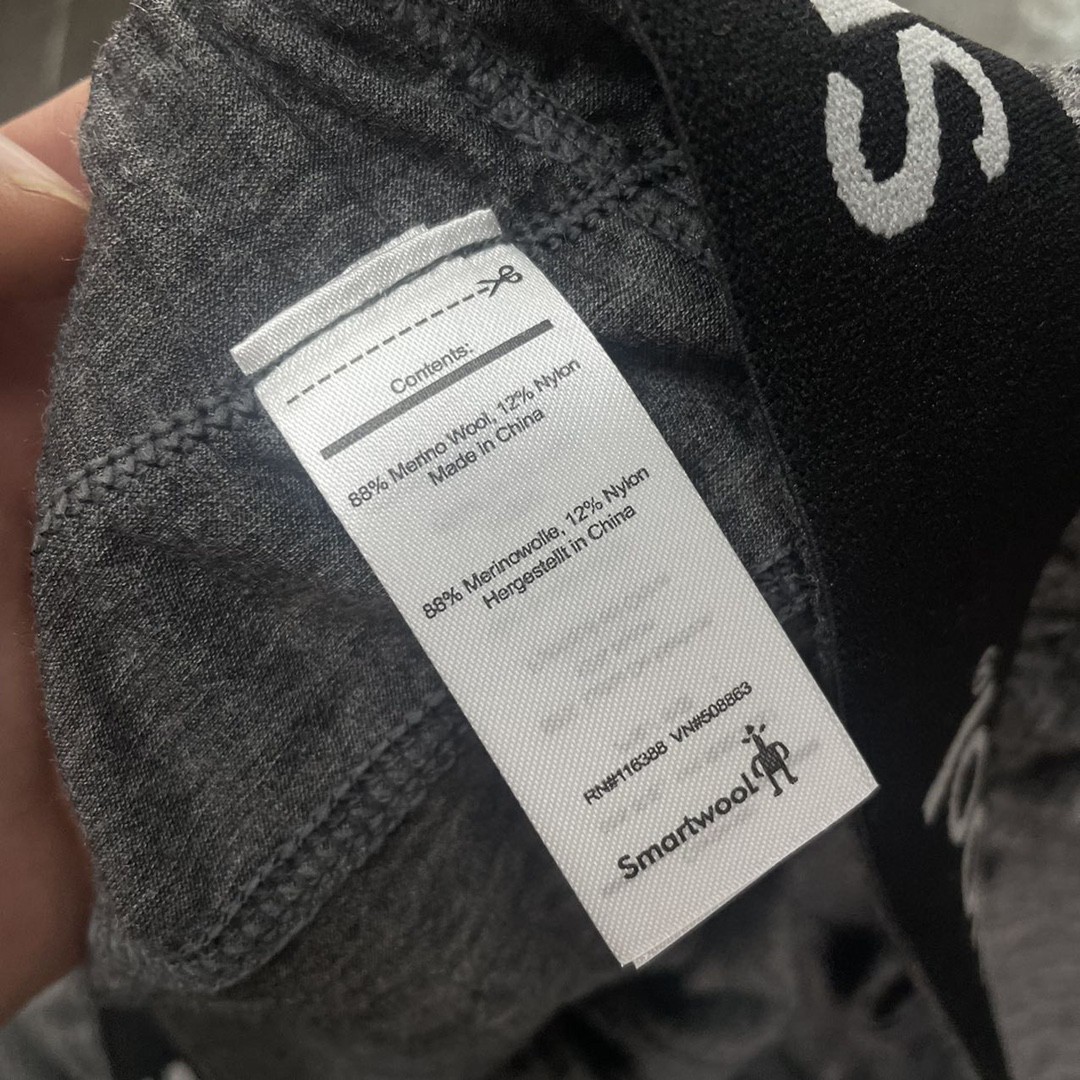 Contents:
88% Merino Wool, 12% Nylon
Made in China
88% Merinowolle, 12% Nylon
Hergestellt in China
RN#116388 VN#508863
Smartwool
S